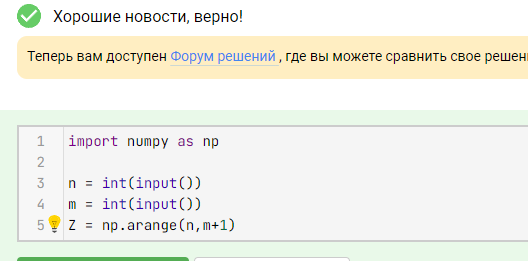 Хорошие новости, верно!
Теперь вам доступен Форум решений , где вы можете сравнить свое
1 import numpy as np
2
3 n = int(input())
4 m = int(input())
5 Z = np.arange(n,m+1)